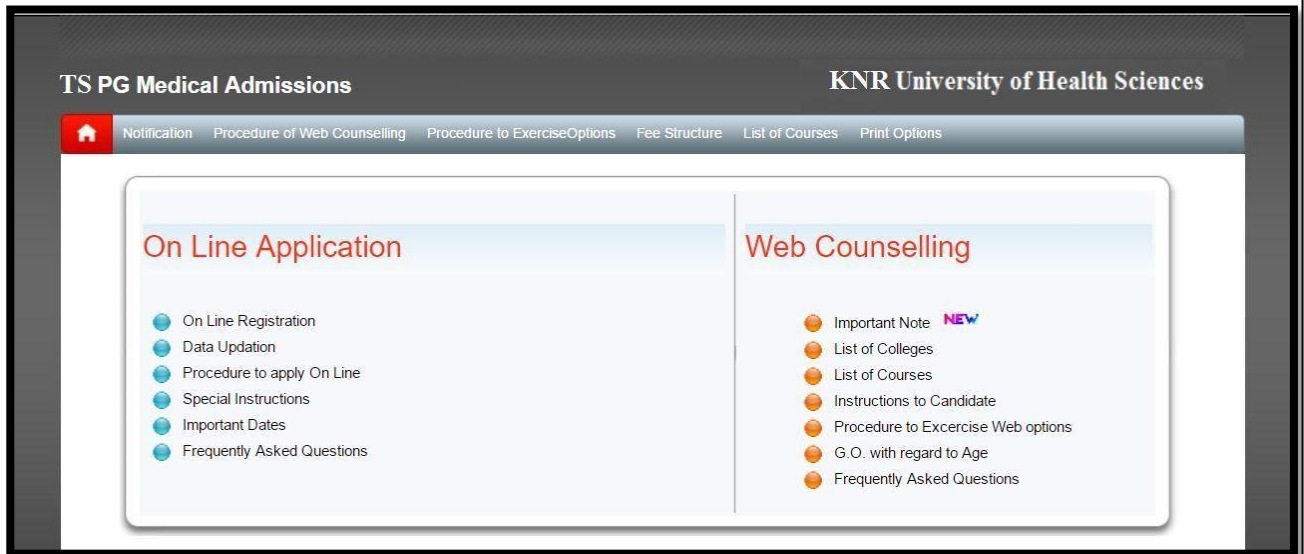 TS PG Medical Admissions
KNR University of Health Sciences
Notification Procedure of Web Counselling Procedure to ExerciseOptions Fee Structure List of Courses Print Options
On Line Application
On Line Registration
Data Updation
Procedure to apply On Line
Special Instructions
Important Dates
Frequently Asked Questions
Web Counselling
Important Note NEW
List of Colleges
List of Courses
Instructions to Candidate
Procedure to Excercise Web options
G.O. with regard to Age
Frequently Asked Questions